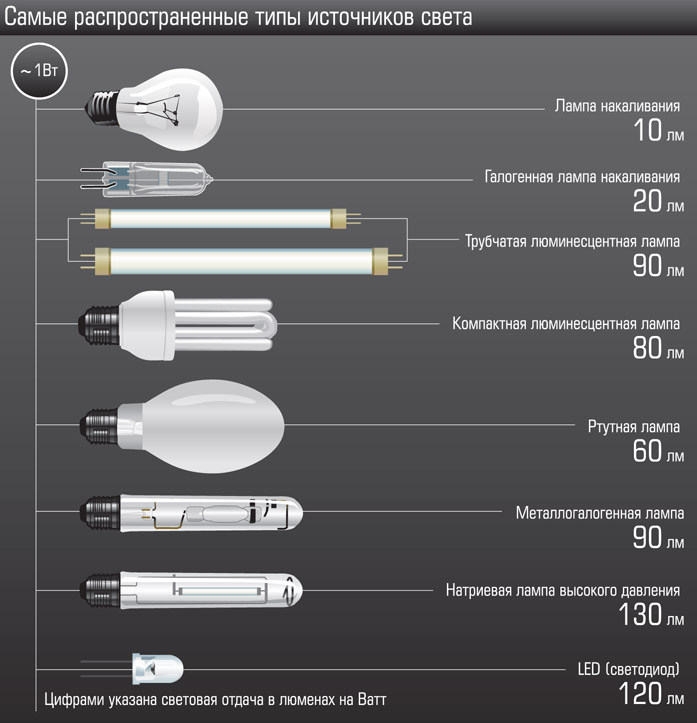 Самые распространенные типы источников света
~ 1Вт
Лампа накаливания
10 лм
Галогенная лампа накаливания
20 лм
Трубчатая люминесцентная лампа
90 лм
Компактная люминесцентная лампа
80 лм
Ртутная лампа
60 лм
Металлогалогенная лампа
90 лм
Натриевая лампа высокого давления
130 лм
LED (светодиод)
120 лм
Цифрами указана световая отдача в люменах на Ватт